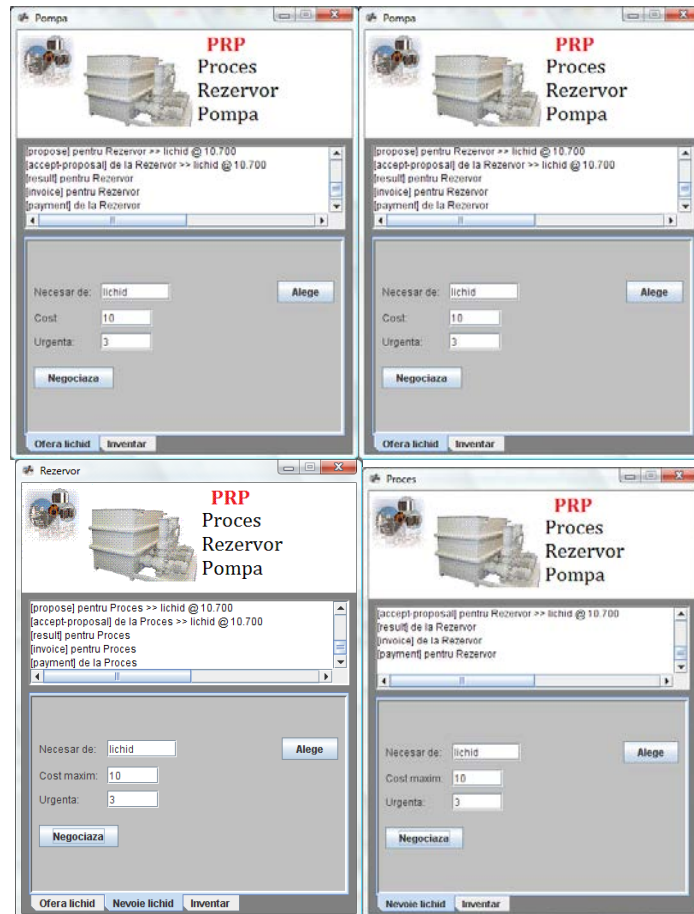 Pompa
PRP
Proces
Rezervor
Pompa
[propose] pentru Rezervor >> lichid @ 10.700
[accept-proposal] de la Rezervor >> lichid @ 10.700
[result] pentru Rezervor
[invoice] pentru Rezervor
[payment] de la Rezervor
Necesar de: lichid Alege
Cost: 10
Urgenta: 3
Negociaza
Ofera lichid Inventar
Pompa
PRP
Proces
Rezervor
Pompa
[propose] pentru Rezervor >> lichid @ 10.700
[accept-proposal] de la Rezervor >> lichid @ 10.700
[result] pentru Rezervor
[invoice] pentru Rezervor
[payment] de la Rezervor
Necesar de: lichid Alege
Cost: 10
Urgenta: 3
Negociaza
Ofera lichid Inventar
Rezervor
PRP
Proces
Rezervor
Pompa
[propose] pentru Proces >> lichid @ 10.700
[accept-proposal] de la Proces >> lichid @ 10.700
[result] pentru Proces
[invoice] pentru Proces
[payment] de la Proces
Necesar de: lichid Alege
Cost maxim: 10
Urgenta: 3
Negociaza
Ofera lichid Nevoie lichid Inventar
Proces
PRP
Proces
Rezervor
Pompa
[accept-proposal] pentru Rezervor >> lichid @ 10.700
[result] de la Rezervor
[invoice] de la Rezervor
[payment] pentru Rezervor
Necesar de: lichid Alege
Cost maxim: 10
Urgenta: 3
Negociaza
Nevoie lichid Inventar